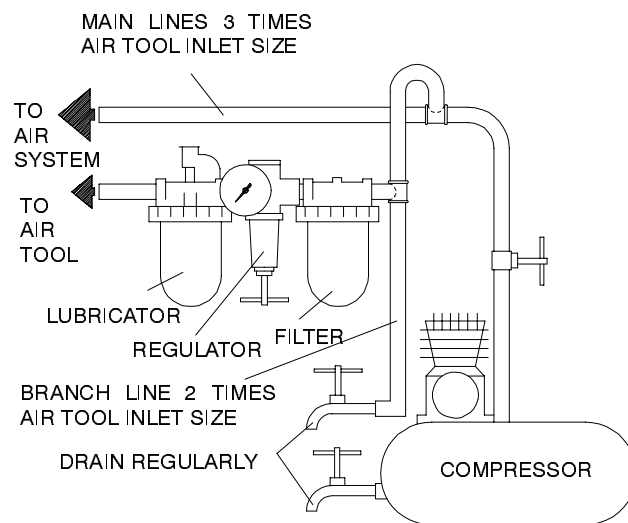 MAIN LINES 3 TIMES
AIR TOOL INLET SIZE
TO
AIR
SYSTEM
TO
AIR
TOOL
LUBRICATOR
REGULATOR
FILTER
BRANCH LINE 2 TIMES
AIR TOOL INLET SIZE
DRAIN REGULARLY
COMPRESSOR